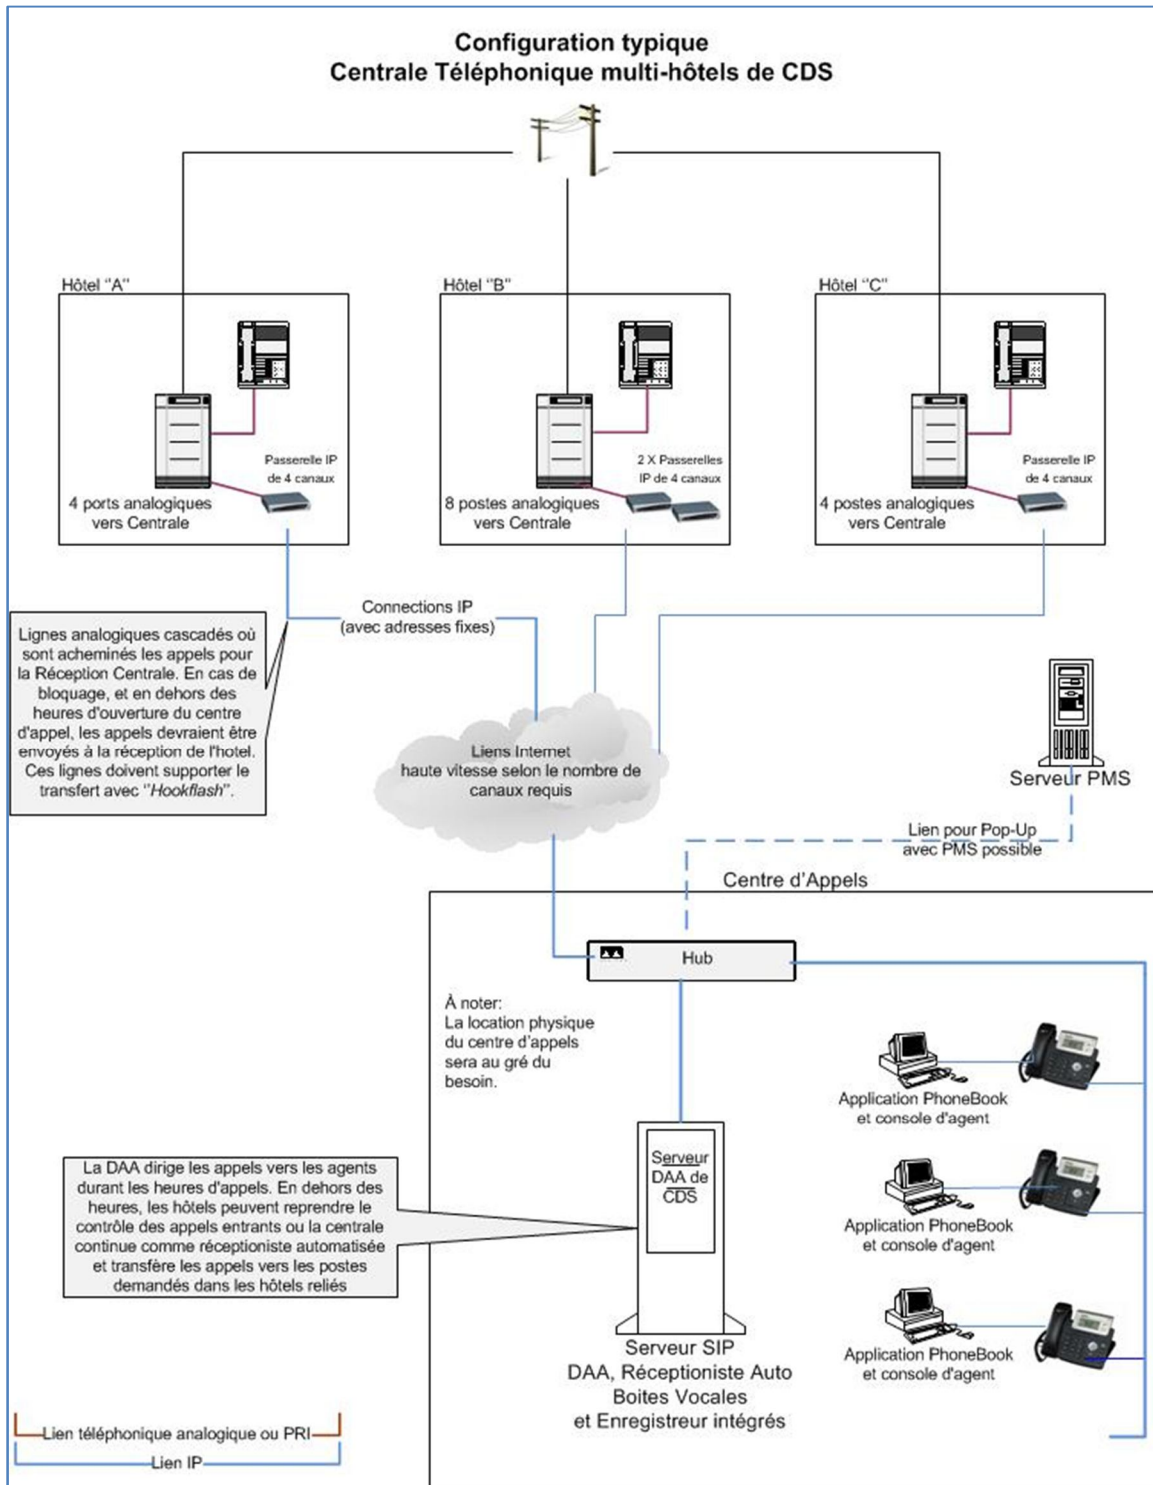 Configuration typique
Centrale Téléphonique multi-hôtels de CDS
Hôtel "A"
Hôtel "B"
Hôtel "C"
Passerelle IP
de 4 canaux
4 ports analogiques
vers Centrale
2 X Passerelles
IP de 4 canaux
8 postes analogiques
vers Centrale
Passerelle IP
de 4 canaux
4 postes analogiques
vers Centrale
Connections IP
(avec adresses fixes)
Lignes analogiques cascadés où
sont acheminés les appels pour
la Réception Centrale. En cas de
bloquage, et en dehors des
heures d'ouverture du centre
d'appel, les appels devraient être
envoyés à la réception de l'hotel.
Ces lignes doivent supporter le
transfert avec "Hookflash".
Liens Internet
haute vitesse selon le nombre de
canaux requis
Serveur PMS
Lien pour Pop-Up
avec PMS possible
Centre d'Appels
Hub
À noter:
La location physique
du centre d'appels
sera au gré du
besoin.
Application PhoneBook
et console d'agent
Application PhoneBook
et console d'agent
Application PhoneBook
et console d'agent
Serveur
DAA de
CDS
La DAA dirige les appels vers les agents
durant les heures d'appels. En dehors des
heures, les hôtels peuvent reprendre le
contrôle des appels entrants ou la centrale
continue comme réceptioniste automatisée
et transfère les appels vers les postes
demandés dans les hôtels reliés
Serveur SIP
DAA, Réceptioniste Auto
Boites Vocales
et Enregistreur intégrés
Lien téléphonique analogique ou PRI
Lien IP